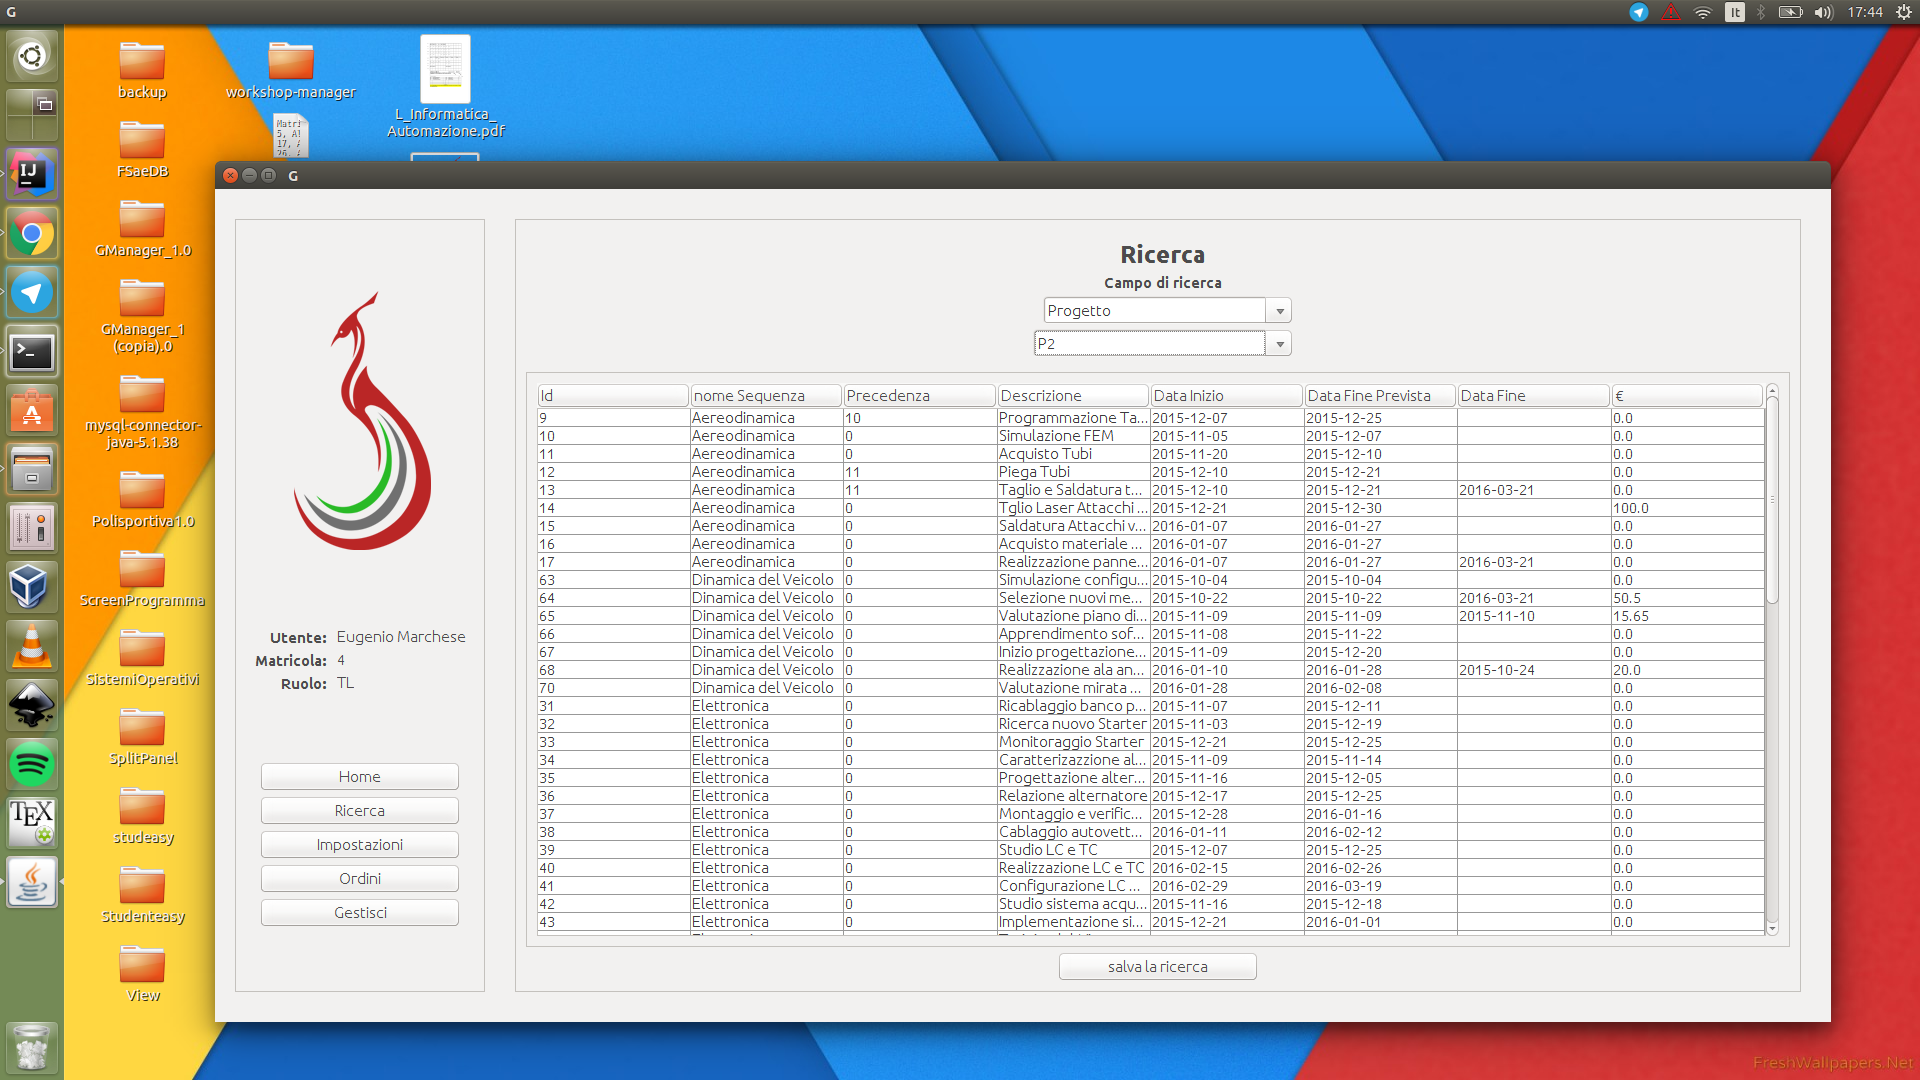 G
It
17:44
backup
workshop-manager
L_Informatica_
Automazione.pdf
FSaeDB
GManager_1.0
GManager_1
(copia).0
mysql-connector-
java-5.1.38
Polisportiva1.0
ScreenProgramma
SistemiOperativi
SplitPanel
studeasy
Studenteasy
View
G
Utente: Eugenio Marchese
Matricola: 4
Ruolo: TL
Home
Ricerca
Impostazioni
Ordini
Gestisci
Ricerca
Campo di ricerca
Progetto
P2
Id nome Sequenza Precedenza Descrizione Data Inizio Data Fine Prevista Data Fine €
9 Aereodinamica 10 Programmazione Ta... 2015-12-07 2015-12-25 0.0
10 Aereodinamica 0 Simulazione FEM 2015-11-05 2015-12-07 0.0
11 Aereodinamica 0 Acquisto Tubi 2015-11-20 2015-12-10 0.0
12 Aereodinamica 11 Piega Tubi 2015-12-10 2015-12-21 0.0
13 Aereodinamica 11 Taglio e Saldatura t... 2015-12-10 2015-12-21 2016-03-21 0.0
14 Aereodinamica 0 Tglio Laser Attacchi ... 2015-12-21 2015-12-30 100.0
15 Aereodinamica 0 Saldatura Attacchi v... 2016-01-07 2016-01-27 0.0
16 Aereodinamica 0 Acquisto materiale ... 2016-01-07 2016-01-27 0.0
17 Aereodinamica 0 Realizzazione panne... 2016-01-07 2016-01-27 2016-03-21 0.0
63 Dinamica del Veicolo 0 Simulazione configu... 2015-10-04 2015-10-04 0.0
64 Dinamica del Veicolo 0 Selezione nuovi me... 2015-10-22 2015-10-22 2016-03-21 50.5
65 Dinamica del Veicolo 0 Valutazione piano di... 2015-11-09 2015-11-09 2015-11-10 15.65
66 Dinamica del Veicolo 0 Apprendimento sof... 2015-11-08 2015-11-22 0.0
67 Dinamica del Veicolo 0 Inizio progettazione... 2015-11-09 2015-12-20 0.0
68 Dinamica del Veicolo 0 Realizzazione ala an... 2016-01-10 2016-01-28 2015-10-24 20.0
70 Dinamica del Veicolo 0 Valutazione mirata ... 2016-01-28 2016-02-08 0.0
31 Elettronica 0 Ricablaggio banco p... 2015-11-07 2015-12-11 0.0
32 Elettronica 0 Ricerca nuovo Starter 2015-11-03 2015-12-19 0.0
33 Elettronica 0 Monitoraggio Starter 2015-12-21 2015-12-25 0.0
34 Elettronica 0 Caratterizazzione al... 2015-11-09 2015-11-14 0.0
35 Elettronica 0 Progettazione alter... 2015-11-16 2015-12-05 0.0
36 Elettronica 0 Relazione alternatore 2015-12-17 2015-12-25 0.0
37 Elettronica 0 Montaggio e verific... 2015-12-28 2016-01-16 0.0
38 Elettronica 0 Cablaggio autovett... 2016-01-11 2016-02-12 0.0
39 Elettronica 0 Studio LC e TC 2015-12-07 2015-12-25 0.0
40 Elettronica 0 Realizzazione LC e TC 2016-02-15 2016-02-26 0.0
41 Elettronica 0 Configurazione LC ... 2016-02-29 2016-03-19 0.0
42 Elettronica 0 Studio sistema acqu... 2015-11-16 2015-12-18 0.0
43 Elettronica 0 Implementazione si... 2015-12-21 2016-01-01 0.0
salva la ricerca
FreshWallpapers.Net